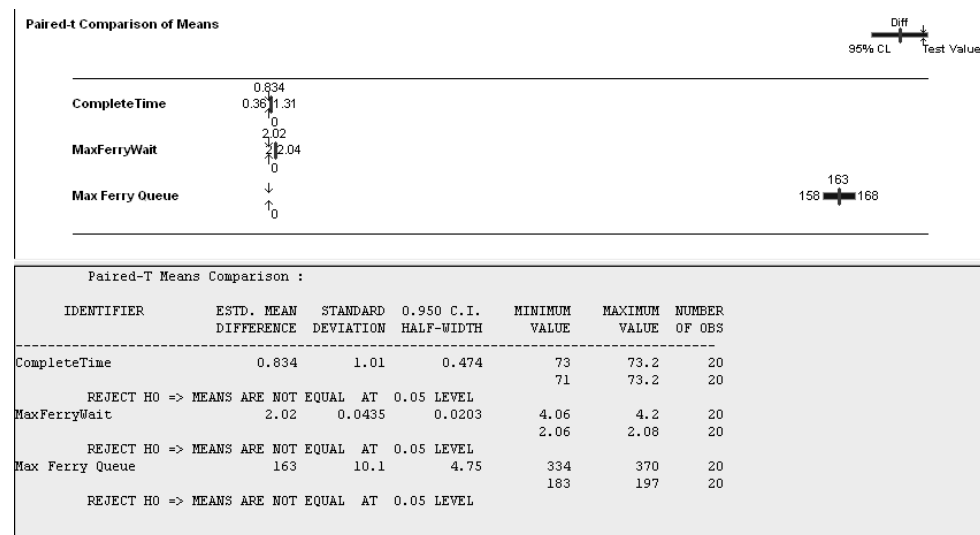 Paired-t Comparison of Means
Diff
95% CL Test Value
0.834
CompleteTime 0.36 1.31
0
2.02
MaxFerryWait 2 2.04
0
163
Max Ferry Queue 158 168
0
Paired-T Means Comparison :
IDENTIFIER ESTD. MEAN STANDARD 0.950 C.I. MINIMUM MAXIMUM NUMBER
DIFFERENCE DEVIATION HALF-WIDTH VALUE VALUE OF OBS
CompleteTime 0.834 1.01 0.474 73 73.2 20
71 73.2 20
REJECT H0 => MEANS ARE NOT EQUAL AT 0.05 LEVEL
MaxFerryWait 2.02 0.0435 0.0203 4.06 4.2 20
2.06 2.08 20
REJECT H0 => MEANS ARE NOT EQUAL AT 0.05 LEVEL
Max Ferry Queue 163 10.1 4.75 334 370 20
183 197 20
REJECT H0 => MEANS ARE NOT EQUAL AT 0.05 LEVEL